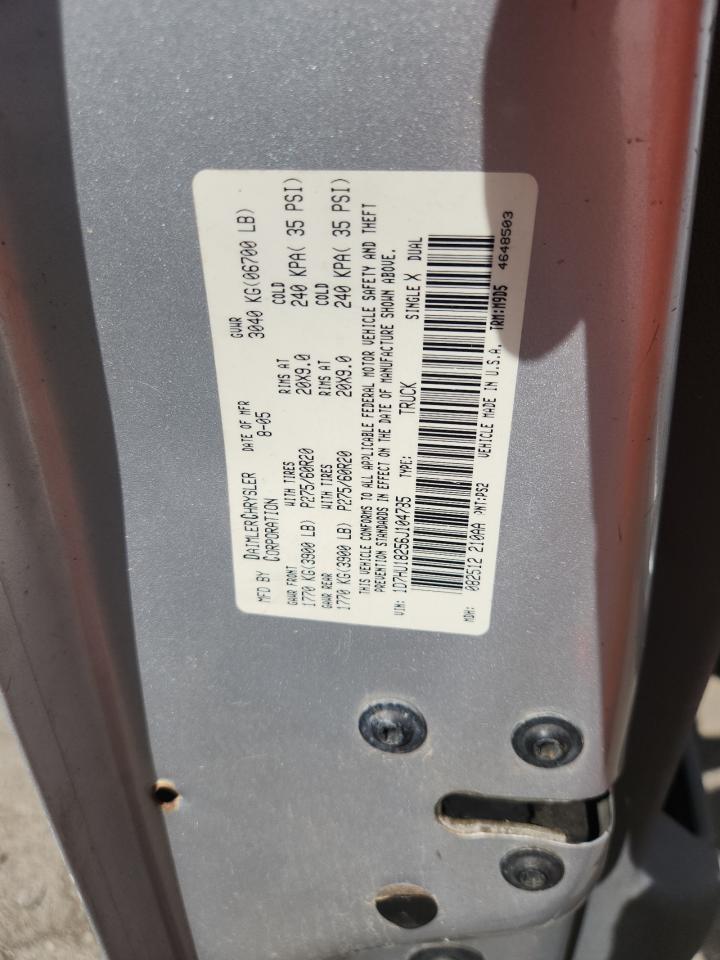 MFD BY DAIMLERCHRYSLER CORPORATION DATE OF MFR 8-05 GVWR 3040 KG(06700 LB)
GAWR FRONT WITH TIRES RIMS AT COLD
1770 KG(3900 LB) P275/60R20 20X9.0 240 KPA( 35 PSI)
GAWR REAR WITH TIRES RIMS AT COLD
1770 KG(3900 LB) P275/60R20 20X9.0 240 KPA( 35 PSI)
THIS VEHICLE CONFORMS TO ALL APPLICABLE FEDERAL MOTOR VEHICLE SAFETY AND THEFT
PREVENTION STANDARDS IN EFFECT ON THE DATE OF MANUFACTURE SHOWN ABOVE.
VIN: 1D7HU18256J104735 TYPE: TRUCK SINGLE X DUAL
MDH: 082512 210AA PNT:PS2 VEHICLE MADE IN U.S.A. TRM:M9D5 4648503